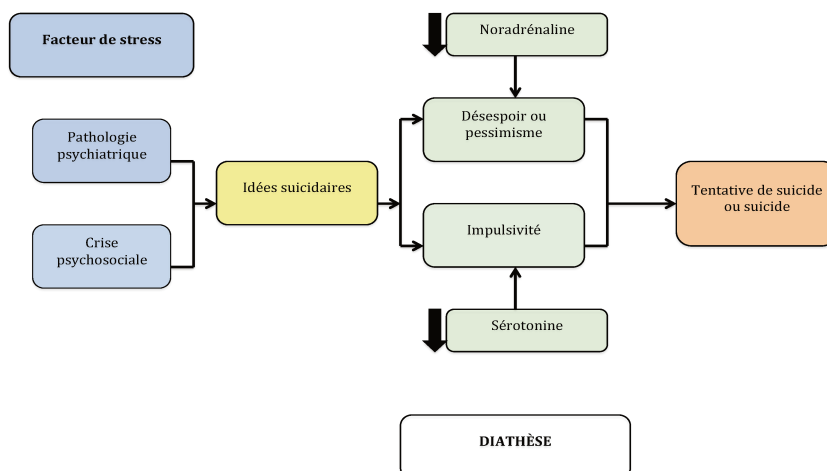 Facteur de stress
Noradrénaline
Pathologie
psychiatrique
Désespoir ou
pessimisme
Idées suicidaires
Tentative de suicide
ou suicide
Crise
psychosociale
Impulsivité
Sérotonine
DIATHÈSE